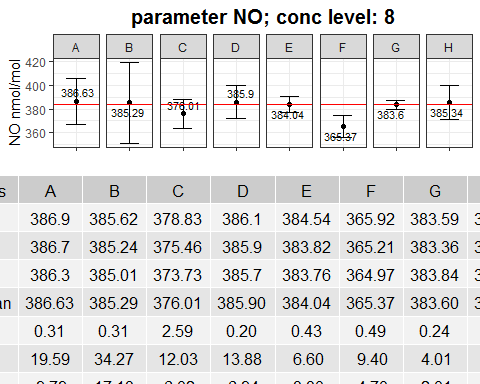 parameter NO; conc level: 8
A B C D E F G H
NO nmol/mol
420
400
380
360
386.63 385.29 376.01 385.9 384.04 365.37 383.6 385.34
s A B C D E F G
386.9 385.62 378.83 386.1 384.54 365.92 383.59
386.7 385.24 375.46 385.9 383.82 365.21 383.36
386.3 385.01 373.73 385.7 383.76 364.97 383.84
an 386.63 385.29 376.01 385.90 384.04 365.37 383.60
0.31 0.31 2.59 0.20 0.43 0.49 0.24
19.59 34.27 12.03 13.88 6.60 9.40 4.01